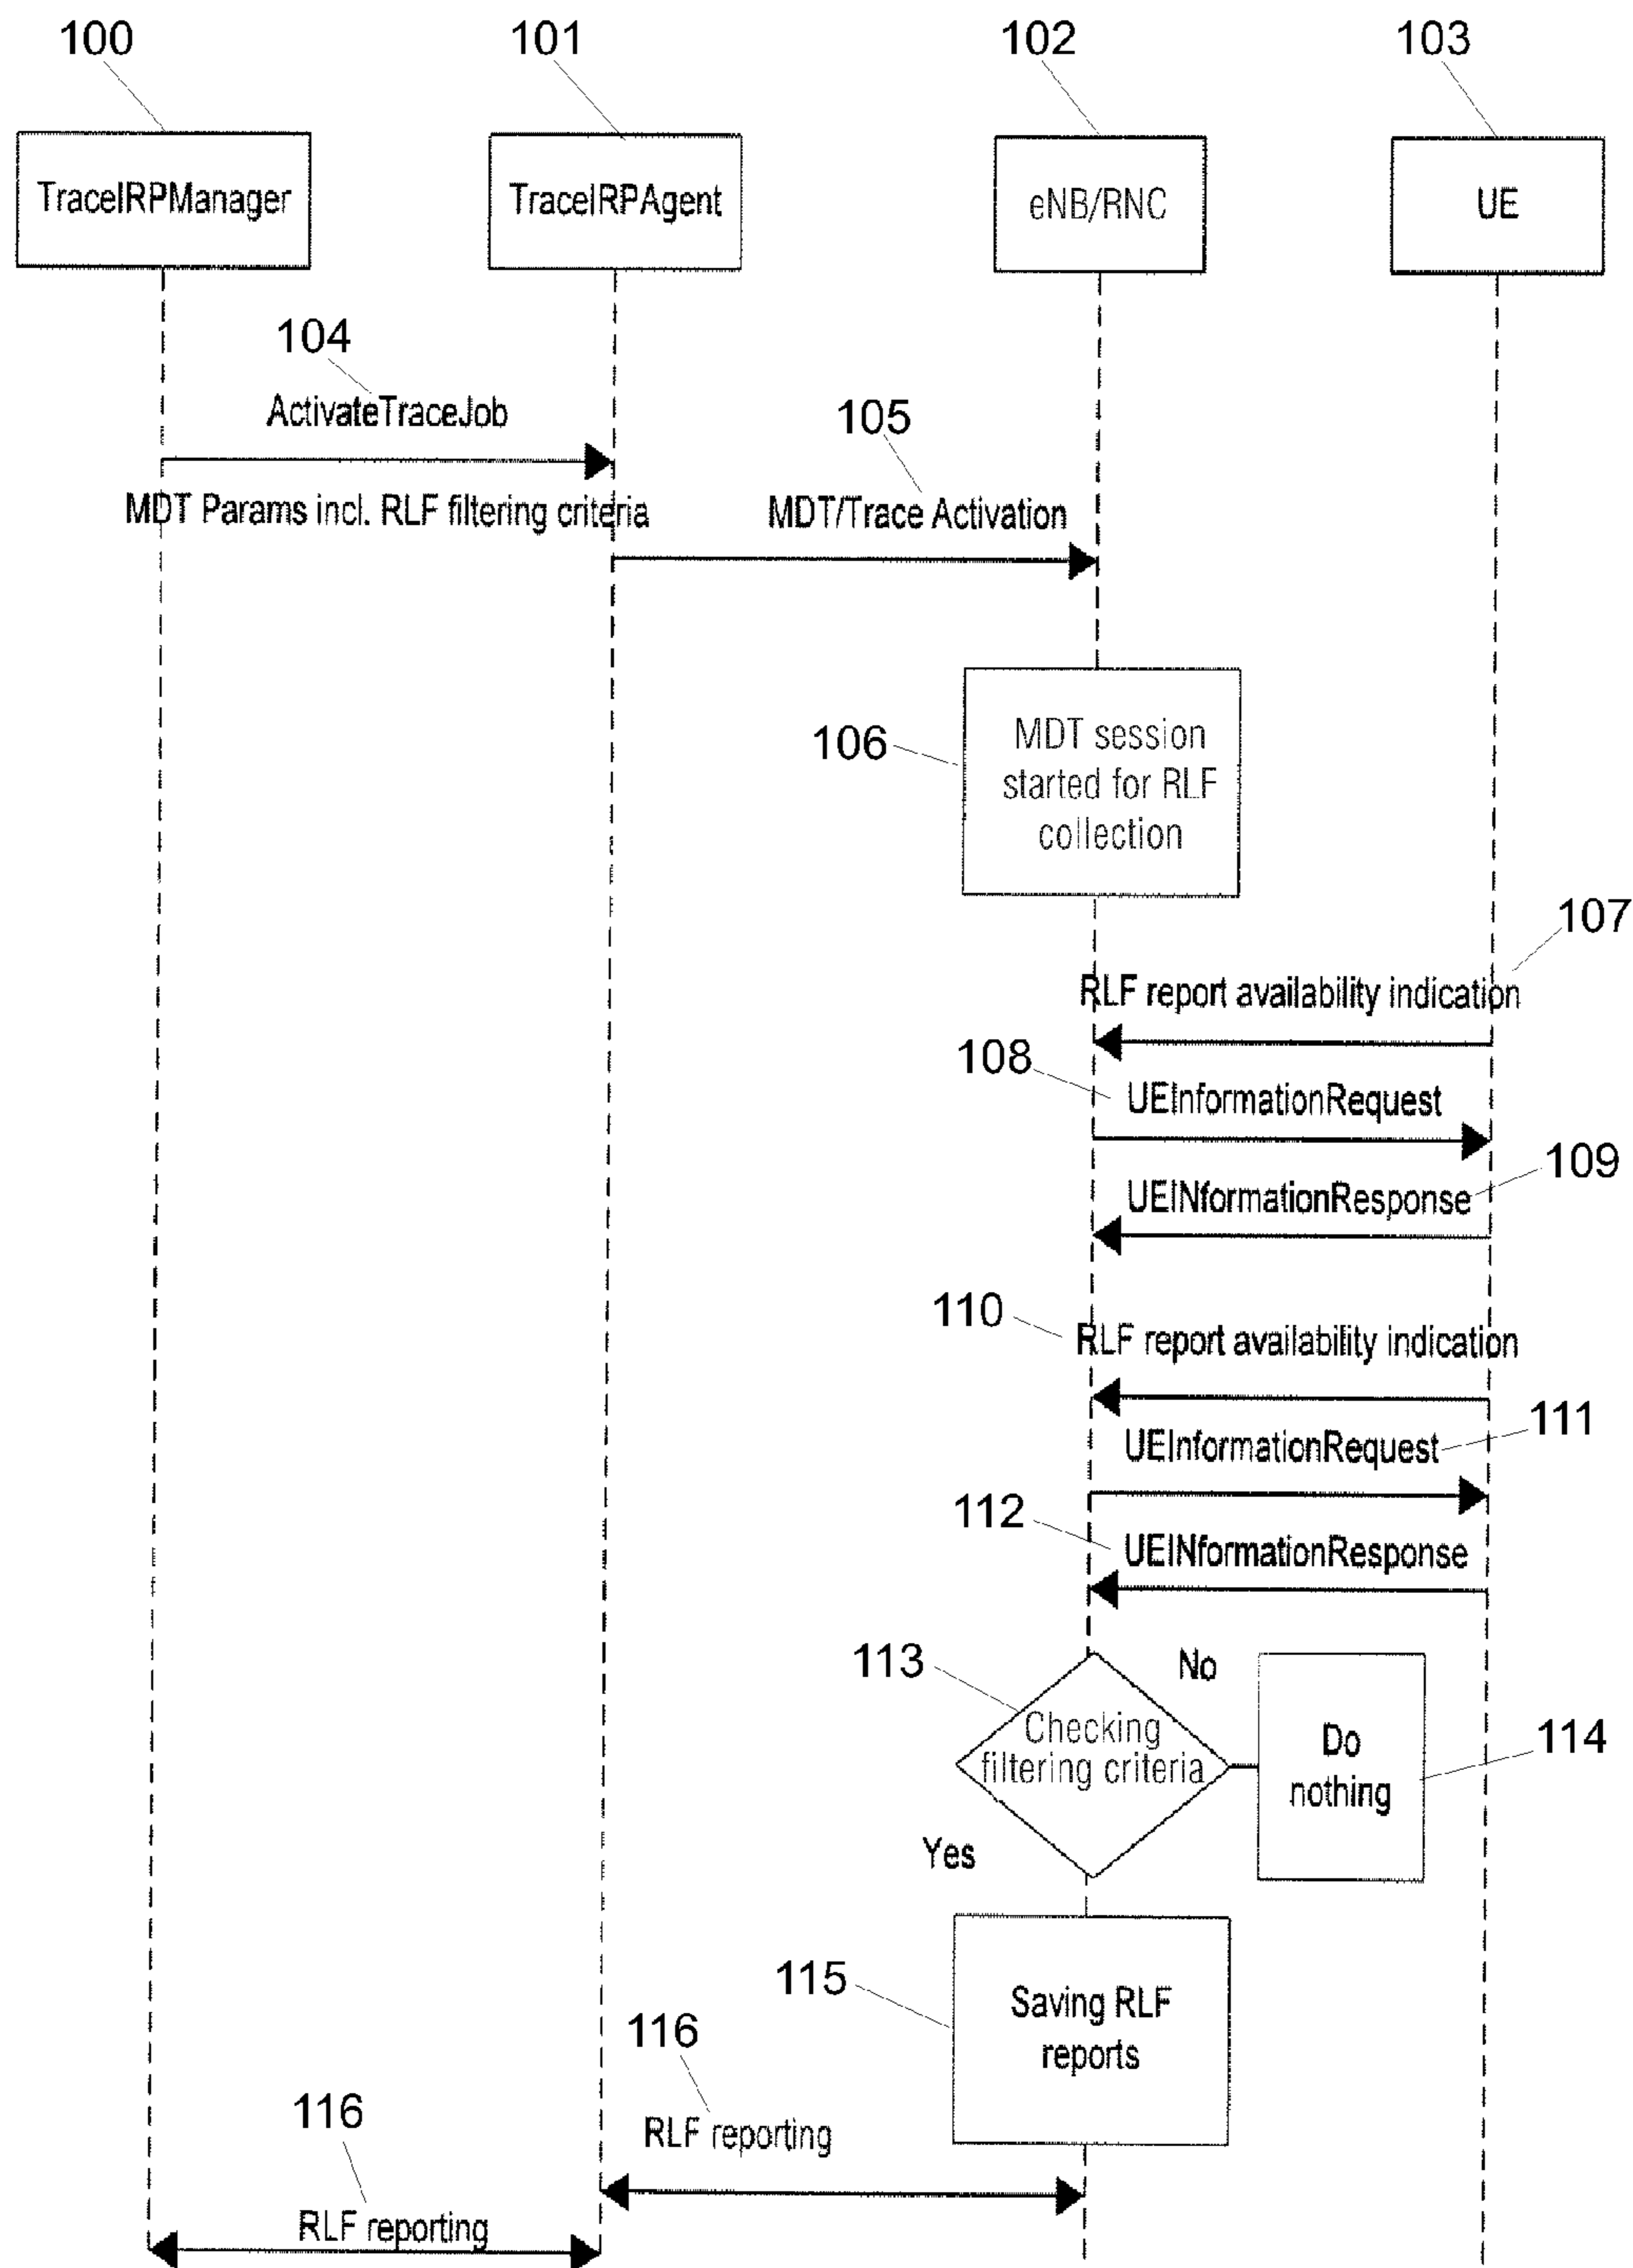 100
101
102
103
TraceIRPManager
TraceIRPAgent
eNB/RNC
UE
104
ActivateTraceJob
MDT Params incl. RLF filtering criteria
105
MDT/Trace Activation
106
MDT session
started for RLF
collection
107
RLF report availability indication
108
UEInformationRequest
109
UEINformationResponse
110
RLF report availability indication
111
UEInformationRequest
112
UEINformationResponse
113
No
Checking
filtering criteria
Do
nothing
114
Yes
115
Saving RLF
reports
116
RLF reporting
116
RLF reporting